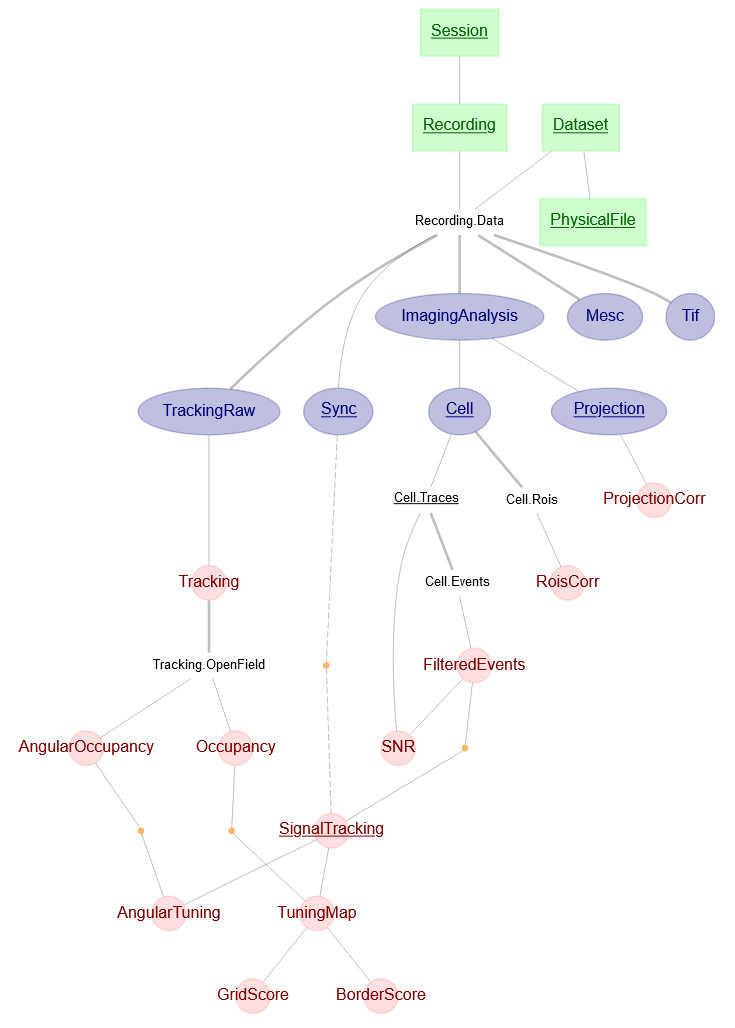 Session
Recording
Dataset
Recording.Data
PhysicalFile
ImagingAnalysis
Mesc
Tif
TrackingRaw
Sync
Cell
Projection
Cell.Traces
Cell.Rois
ProjectionCorr
Tracking
Cell.Events
RoisCorr
Tracking.OpenField
FilteredEvents
AngularOccupancy
Occupancy
SNR
SignalTracking
AngularTuning
TuningMap
GridScore
BorderScore